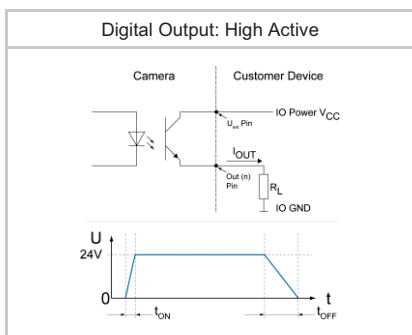 Digital Output: High Active
Camera
Customer Device
IO Power VCC
Uext Pin
IOUT
Out (n)
Pin
RL
IO GND
U
24V
0
t
tON
tOFF